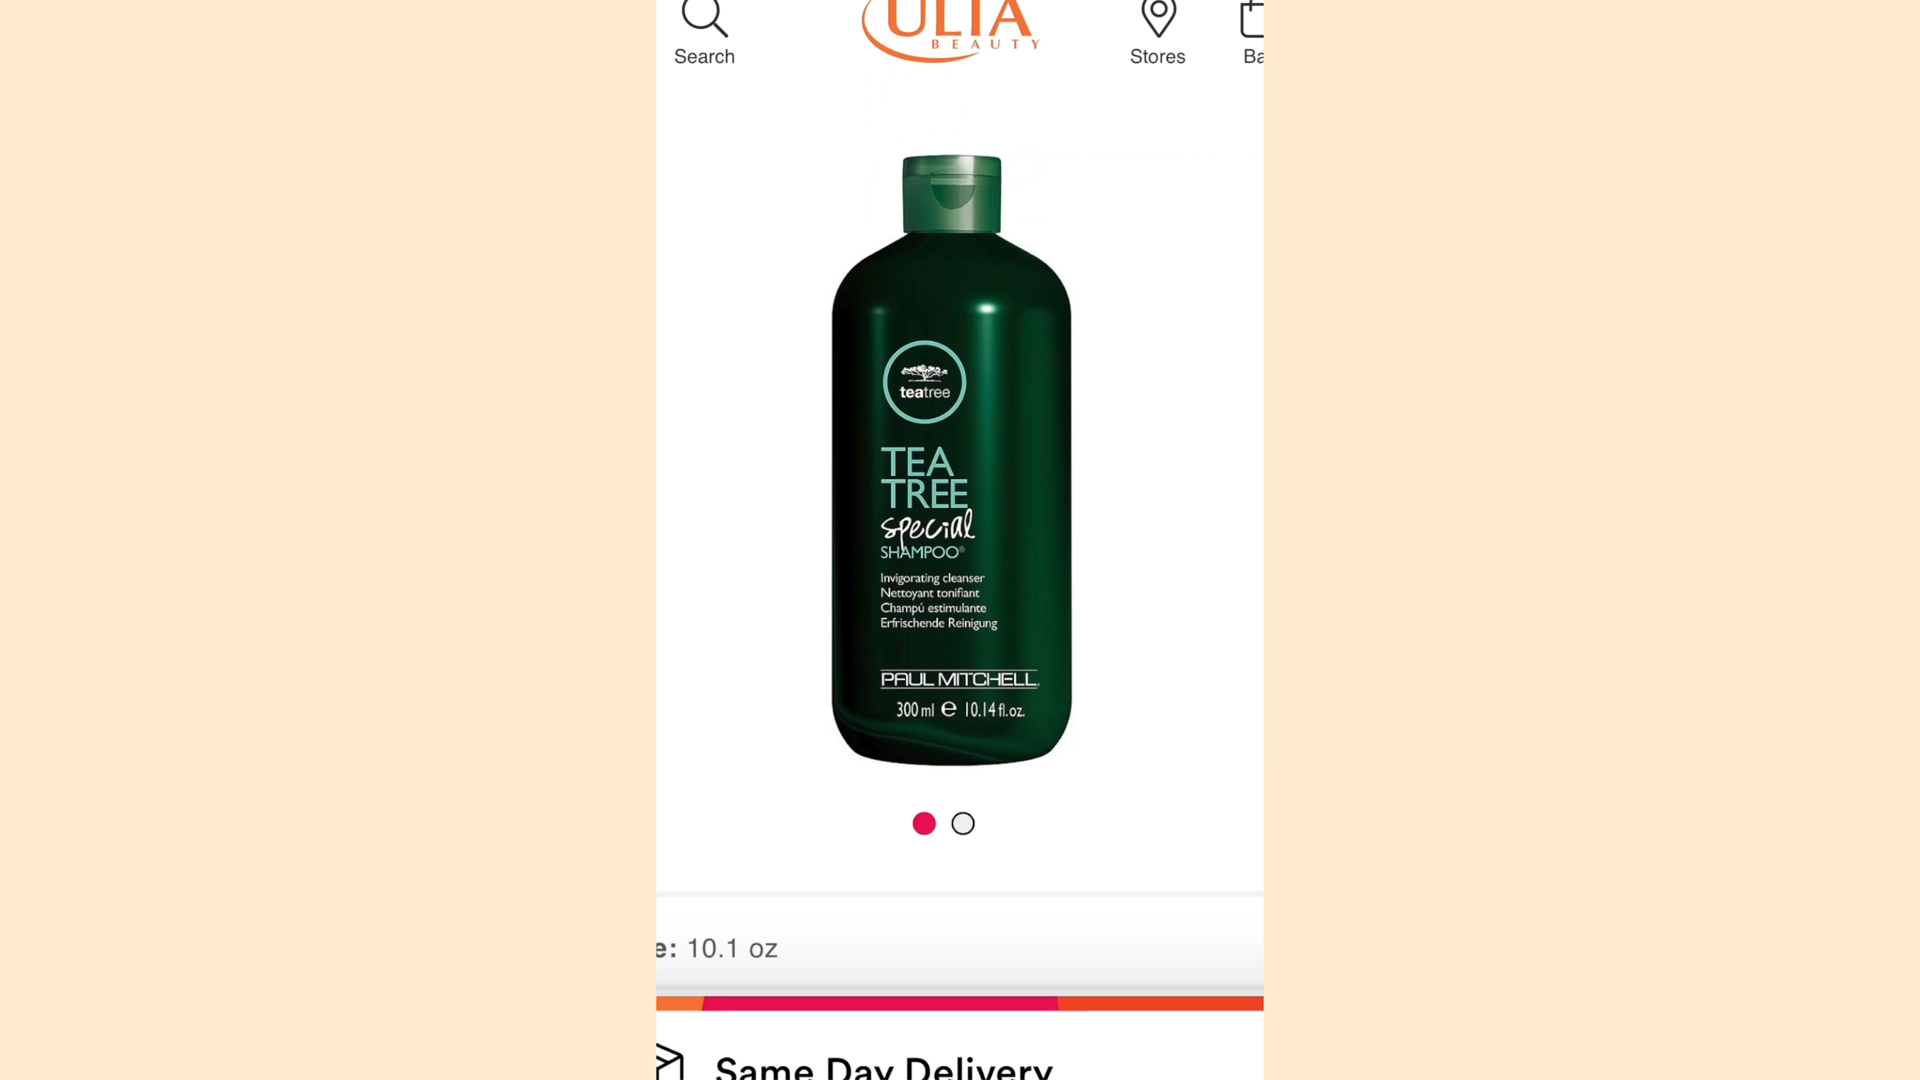 Search
ULTA
BEAUTY
Stores
Ba
teatree
TEA
TREE
special
SHAMPOO®
Invigorating cleanser
Nettoyant tonifiant
Champú estimulante
Erfrischende Reinigung
PAUL MITCHELL®
300 ml e 10.14 fl. oz.
e: 10.1 oz
Same Day Delivery